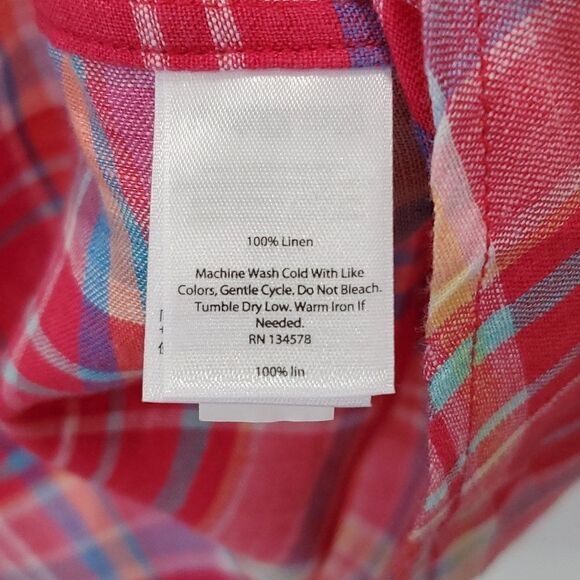 100% Linen
Machine Wash Cold With Like
Colors, Gentle Cycle. Do Not Bleach.
Tumble Dry Low. Warm Iron If
Needed.
RN 134578
100% lin